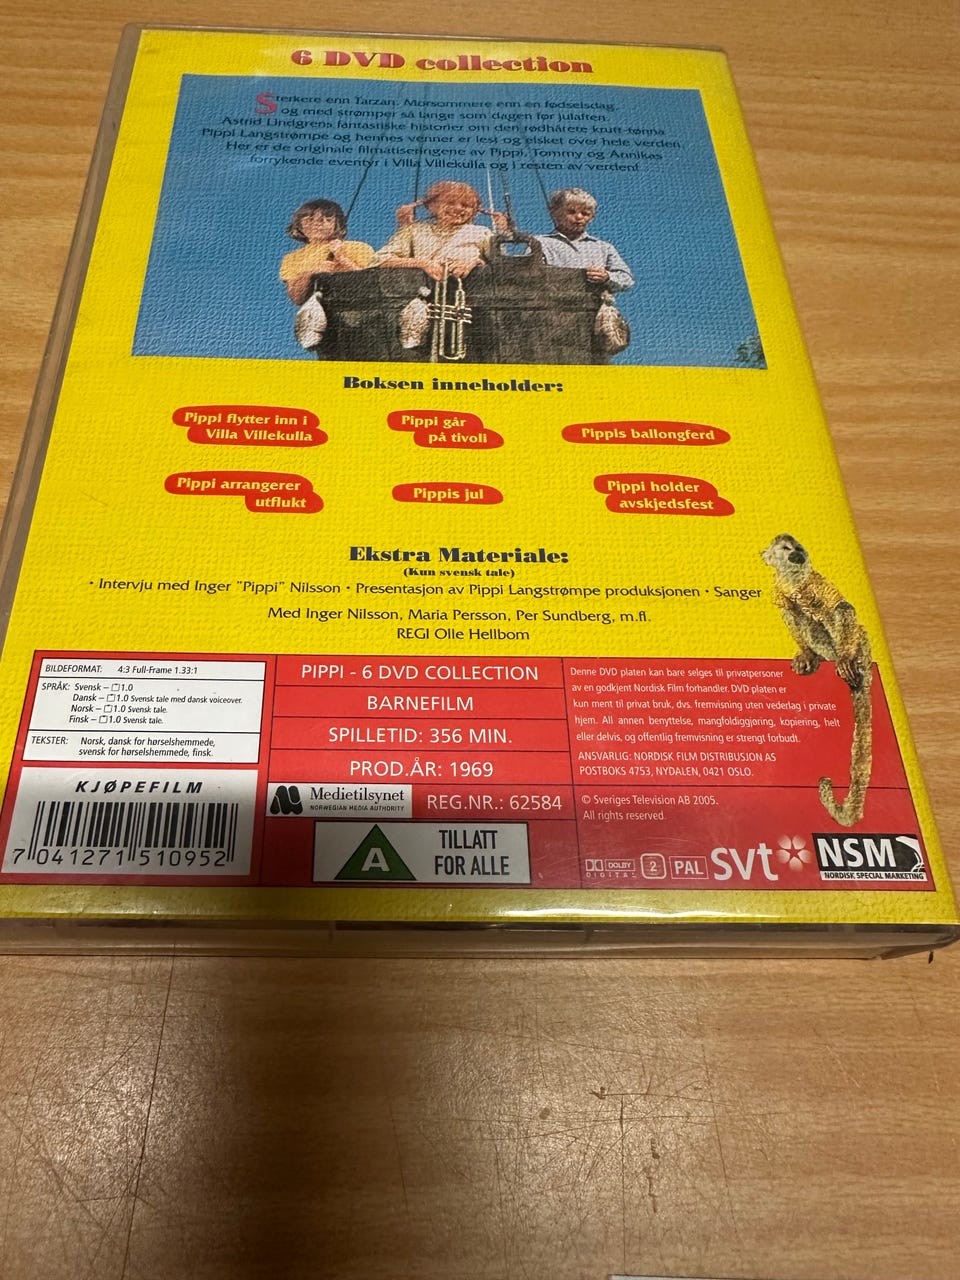 6 DVD collection
Sterkere enn Tarzan. Morsommere enn en fødselsdag,
og med strømper så lange som dagen før julaften.
Astrid Lindgrens fantastiske historier om den rødhårete krutt-tønna
Pippi Langstrømpe og hennes venner er lest og elsket over hele verden.
Her er de originale filmatiseringene av Pippi, Tommy og Annikas
forrykende eventyr i Villa Villekulla og i resten av verden!
Boksen inneholder:
Pippi flytter inn i
Villa Villekulla
Pippi går
på tivoli
Pippis ballongferd
Pippi arrangerer
utflukt
Pippis jul
Pippi holder
avskjedsfest
Ekstra Materiale:
(Kun svensk tale)
• Intervju med Inger "Pippi" Nilsson • Presentasjon av Pippi Langstrømpe produksjonen • Sanger
Med Inger Nilsson, Maria Persson, Per Sundberg, m.fl.
REGI Olle Hellbom
BILDEFORMAT: 4:3 Full-Frame 1.33:1
SPRÅK: Svensk – 1.0
Dansk – 1.0 Svensk tale med dansk voiceover.
Norsk – 1.0 Svensk tale.
Finsk – 1.0 Svensk tale.
TEKSTER: Norsk, dansk for hørselshemmede,
svensk for hørselshemmede, finsk.
KJØPEFILM
7 041271 510952
PIPPI - 6 DVD COLLECTION
BARNEFILM
SPILLETID: 356 MIN.
PROD.ÅR: 1969
Medietilsynet
NORWEGIAN MEDIA AUTHORITY
REG.NR.: 62584
A
TILLATT
FOR ALLE
Denne DVD platen kan bare selges til privatpersoner
av en godkjent Nordisk Film forhandler. DVD platen er
kun ment til privat bruk, dvs. fremvisning uten vederlag i private
hjem. All annen benyttelse, mangfoldiggjøring, kopiering, helt
eller delvis, og offentlig fremvisning er strengt forbudt.
ANSVARLIG: NORDISK FILM DISTRIBUSJON AS
POSTBOKS 4753, NYDALEN, 0421 OSLO.
© Sveriges Television AB 2005.
All rights reserved.
DOLBY
DIGITAL
2
PAL
SVT
NSM
NORDISK SPECIAL MARKETING